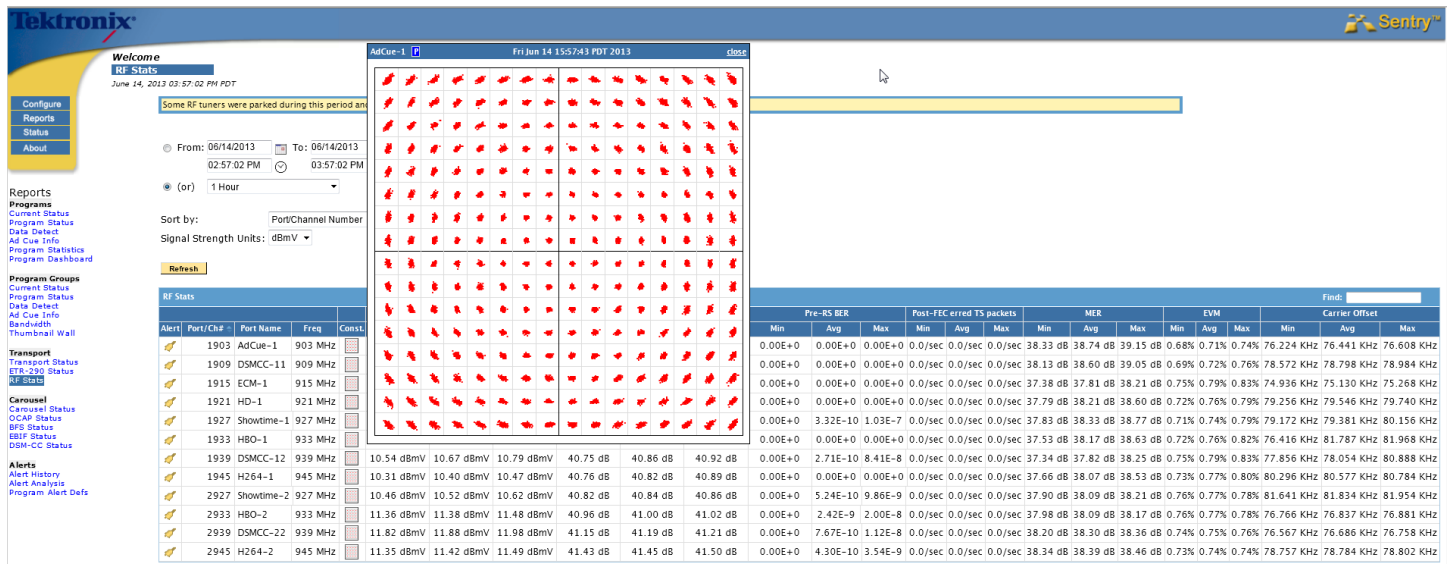 Tektronix
Sentry™
Welcome
RF Stats
June 14, 2013 03:57:02 PM PDT
Configure
Reports
Status
About
AdCue-1 P Fri Jun 14 15:57:43 PDT 2013 close
Some RF tuners were parked during this period and
From: 06/14/2013 To: 06/14/2013
02:57:02 PM 03:57:02 PM
(or) 1 Hour
Sort by: Port/Channel Number
Signal Strength Units: dBmV
Refresh
Reports
Programs
Current Status
Program Status
Data Detect
Ad Cue Info
Program Statistics
Program Dashboard
Program Groups
Current Status
Program Status
Data Detect
Ad Cue Info
Bandwidth
Thumbnail Wall
Transport
Transport Status
ETR-290 Status
RF Stats
Carousel
Carousel Status
OCAP Status
BFS Status
EBIF Status
DSM-CC Status
Alerts
Alert History
Alert Analysis
Program Alert Defs
RF Stats Find:
Pre-RS BER Post-FEC erred TS packets MER EVM Carrier Offset
Alert Port/Ch# Port Name Freq Const. Min Avg Max Min Avg Max Min Avg Max Min Avg Max Min Avg Max
1903 AdCue-1 903 MHz 0.00E+0 0.00E+0 0.00E+0 0.0/sec 0.0/sec 0.0/sec 38.33 dB 38.74 dB 39.15 dB 0.68% 0.71% 0.74% 76.224 KHz 76.441 KHz 76.608 KHz
1909 DSMCC-11 909 MHz 0.00E+0 0.00E+0 0.00E+0 0.0/sec 0.0/sec 0.0/sec 38.13 dB 38.60 dB 39.05 dB 0.69% 0.72% 0.76% 78.572 KHz 78.798 KHz 78.984 KHz
1915 ECM-1 915 MHz 0.00E+0 0.00E+0 0.00E+0 0.0/sec 0.0/sec 0.0/sec 37.38 dB 37.81 dB 38.21 dB 0.75% 0.79% 0.83% 74.936 KHz 75.130 KHz 75.268 KHz
1921 HD-1 921 MHz 0.00E+0 0.00E+0 0.00E+0 0.0/sec 0.0/sec 0.0/sec 37.79 dB 38.21 dB 38.60 dB 0.72% 0.76% 0.79% 79.256 KHz 79.546 KHz 79.740 KHz
1927 Showtime-1 927 MHz 0.00E+0 3.32E-10 1.03E-7 0.0/sec 0.0/sec 0.0/sec 37.83 dB 38.33 dB 38.77 dB 0.71% 0.74% 0.79% 79.172 KHz 79.381 KHz 80.156 KHz
1933 HBO-1 933 MHz 0.00E+0 0.00E+0 0.00E+0 0.0/sec 0.0/sec 0.0/sec 37.53 dB 38.17 dB 38.63 dB 0.72% 0.76% 0.82% 76.416 KHz 81.787 KHz 81.968 KHz
1939 DSMCC-12 939 MHz 10.54 dBmV 10.67 dBmV 10.79 dBmV 40.75 dB 40.86 dB 40.92 dB 0.00E+0 2.71E-10 8.41E-8 0.0/sec 0.0/sec 0.0/sec 37.34 dB 37.82 dB 38.25 dB 0.75% 0.79% 0.83% 77.856 KHz 78.054 KHz 80.888 KHz
1945 H264-1 945 MHz 10.31 dBmV 10.40 dBmV 10.47 dBmV 40.76 dB 40.82 dB 40.89 dB 0.00E+0 0.00E+0 0.00E+0 0.0/sec 0.0/sec 0.0/sec 37.66 dB 38.07 dB 38.53 dB 0.73% 0.77% 0.80% 80.296 KHz 80.577 KHz 80.784 KHz
2927 Showtime-2 927 MHz 10.46 dBmV 10.52 dBmV 10.62 dBmV 40.82 dB 40.84 dB 40.86 dB 0.00E+0 5.24E-10 9.86E-9 0.0/sec 0.0/sec 0.0/sec 37.90 dB 38.09 dB 38.21 dB 0.76% 0.77% 0.78% 81.641 KHz 81.834 KHz 81.954 KHz
2933 HBO-2 933 MHz 11.36 dBmV 11.38 dBmV 11.48 dBmV 40.96 dB 41.00 dB 41.02 dB 0.00E+0 2.42E-9 2.00E-8 0.0/sec 0.0/sec 0.0/sec 37.98 dB 38.09 dB 38.17 dB 0.76% 0.77% 0.78% 76.766 KHz 76.837 KHz 76.881 KHz
2939 DSMCC-22 939 MHz 11.82 dBmV 11.88 dBmV 11.98 dBmV 41.15 dB 41.19 dB 41.21 dB 0.00E+0 7.67E-10 1.12E-8 0.0/sec 0.0/sec 0.0/sec 38.20 dB 38.30 dB 38.36 dB 0.74% 0.75% 0.76% 76.567 KHz 76.686 KHz 76.758 KHz
2945 H264-2 945 MHz 11.35 dBmV 11.42 dBmV 11.49 dBmV 41.43 dB 41.45 dB 41.50 dB 0.00E+0 4.30E-10 3.54E-9 0.0/sec 0.0/sec 0.0/sec 38.34 dB 38.39 dB 38.46 dB 0.73% 0.74% 0.74% 78.757 KHz 78.784 KHz 78.802 KHz